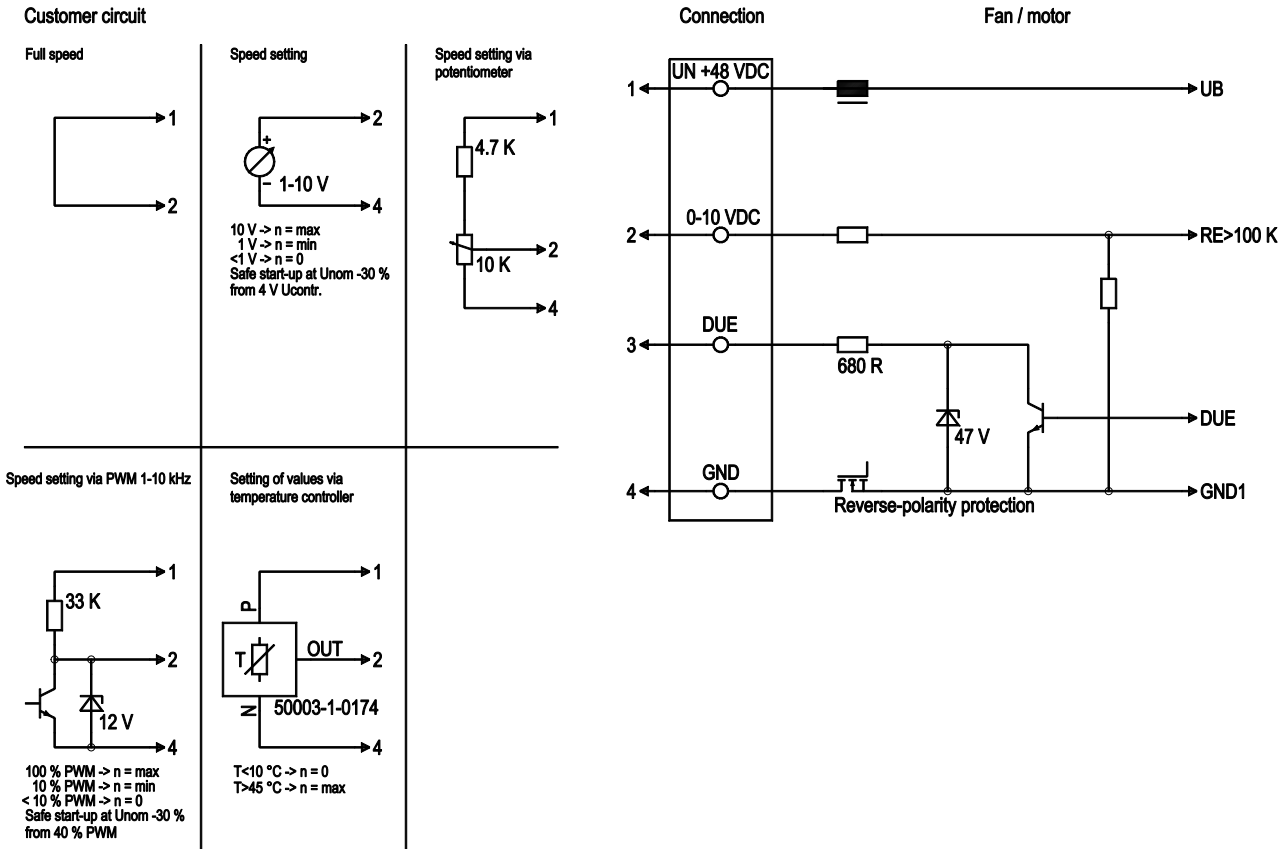 Customer circuit
Full speed
1
2
Speed setting
2
+
− 1-10 V
4
10 V -> n = max
1 V -> n = min
<1 V -> n = 0
Safe start-up at Unom -30 %
from 4 V Ucontr.
Speed setting via
potentiometer
1
4.7 K
2
10 K
4
Speed setting via PWM 1-10 kHz
1
33 K
2
12 V
4
100 % PWM -> n = max
10 % PWM -> n = min
< 10 % PWM -> n = 0
Safe start-up at Unom -30 %
from 40 % PWM
Setting of values via
temperature controller
1
P
T
OUT
2
N
50003-1-0174
4
T<10 °C -> n = 0
T>45 °C -> n = max
Connection
Fan / motor
UN +48 VDC
1
UB
0-10 VDC
2
RE>100 K
DUE
3
680 R
47 V
DUE
GND
4
GND1
Reverse-polarity protection